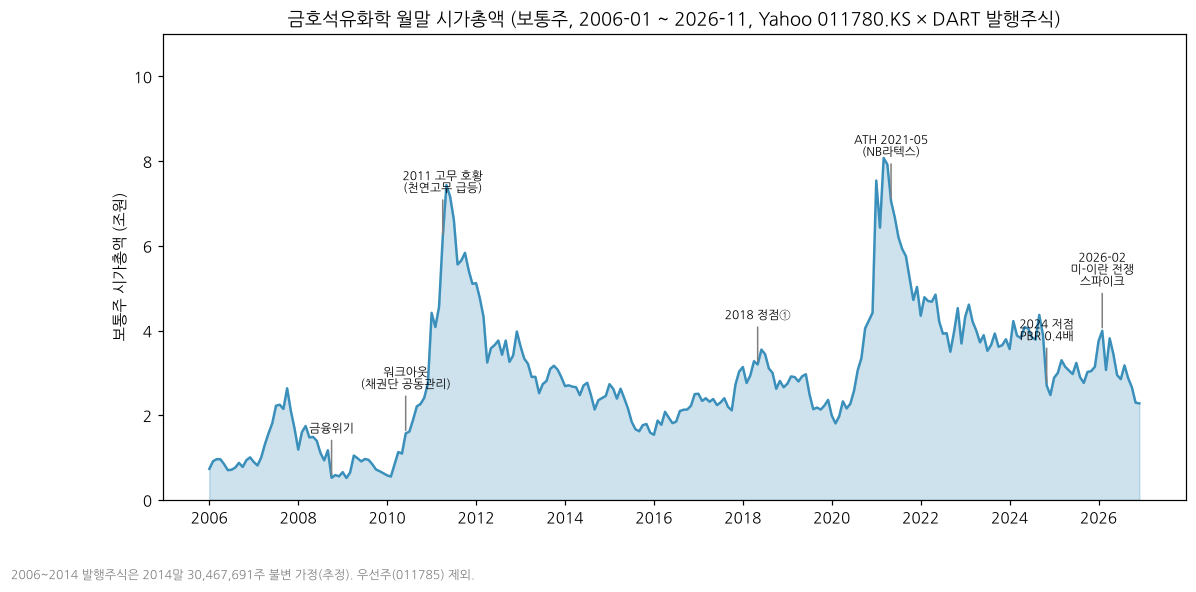 금호석유화학 월말 시가총액 (보통주, 2006-01 ~ 2026-11, Yahoo 011780.KS × DART 발행주식)
보통주 시가총액 (조원)
10
8
6
4
2
0
ATH 2021-05
(NB라텍스)
2011 고무 호황
(천연고무 급등)
2026-02
미-이란 전쟁
스파이크
2018 정점①
2024 저점
PBR 0.4배
워크아웃
(채권단 공동관리)
금융위기
2006 2008 2010 2012 2014 2016 2018 2020 2022 2024 2026
2006~2014 발행주식은 2014말 30,467,691주 불변 가정(추정). 우선주(011785) 제외.